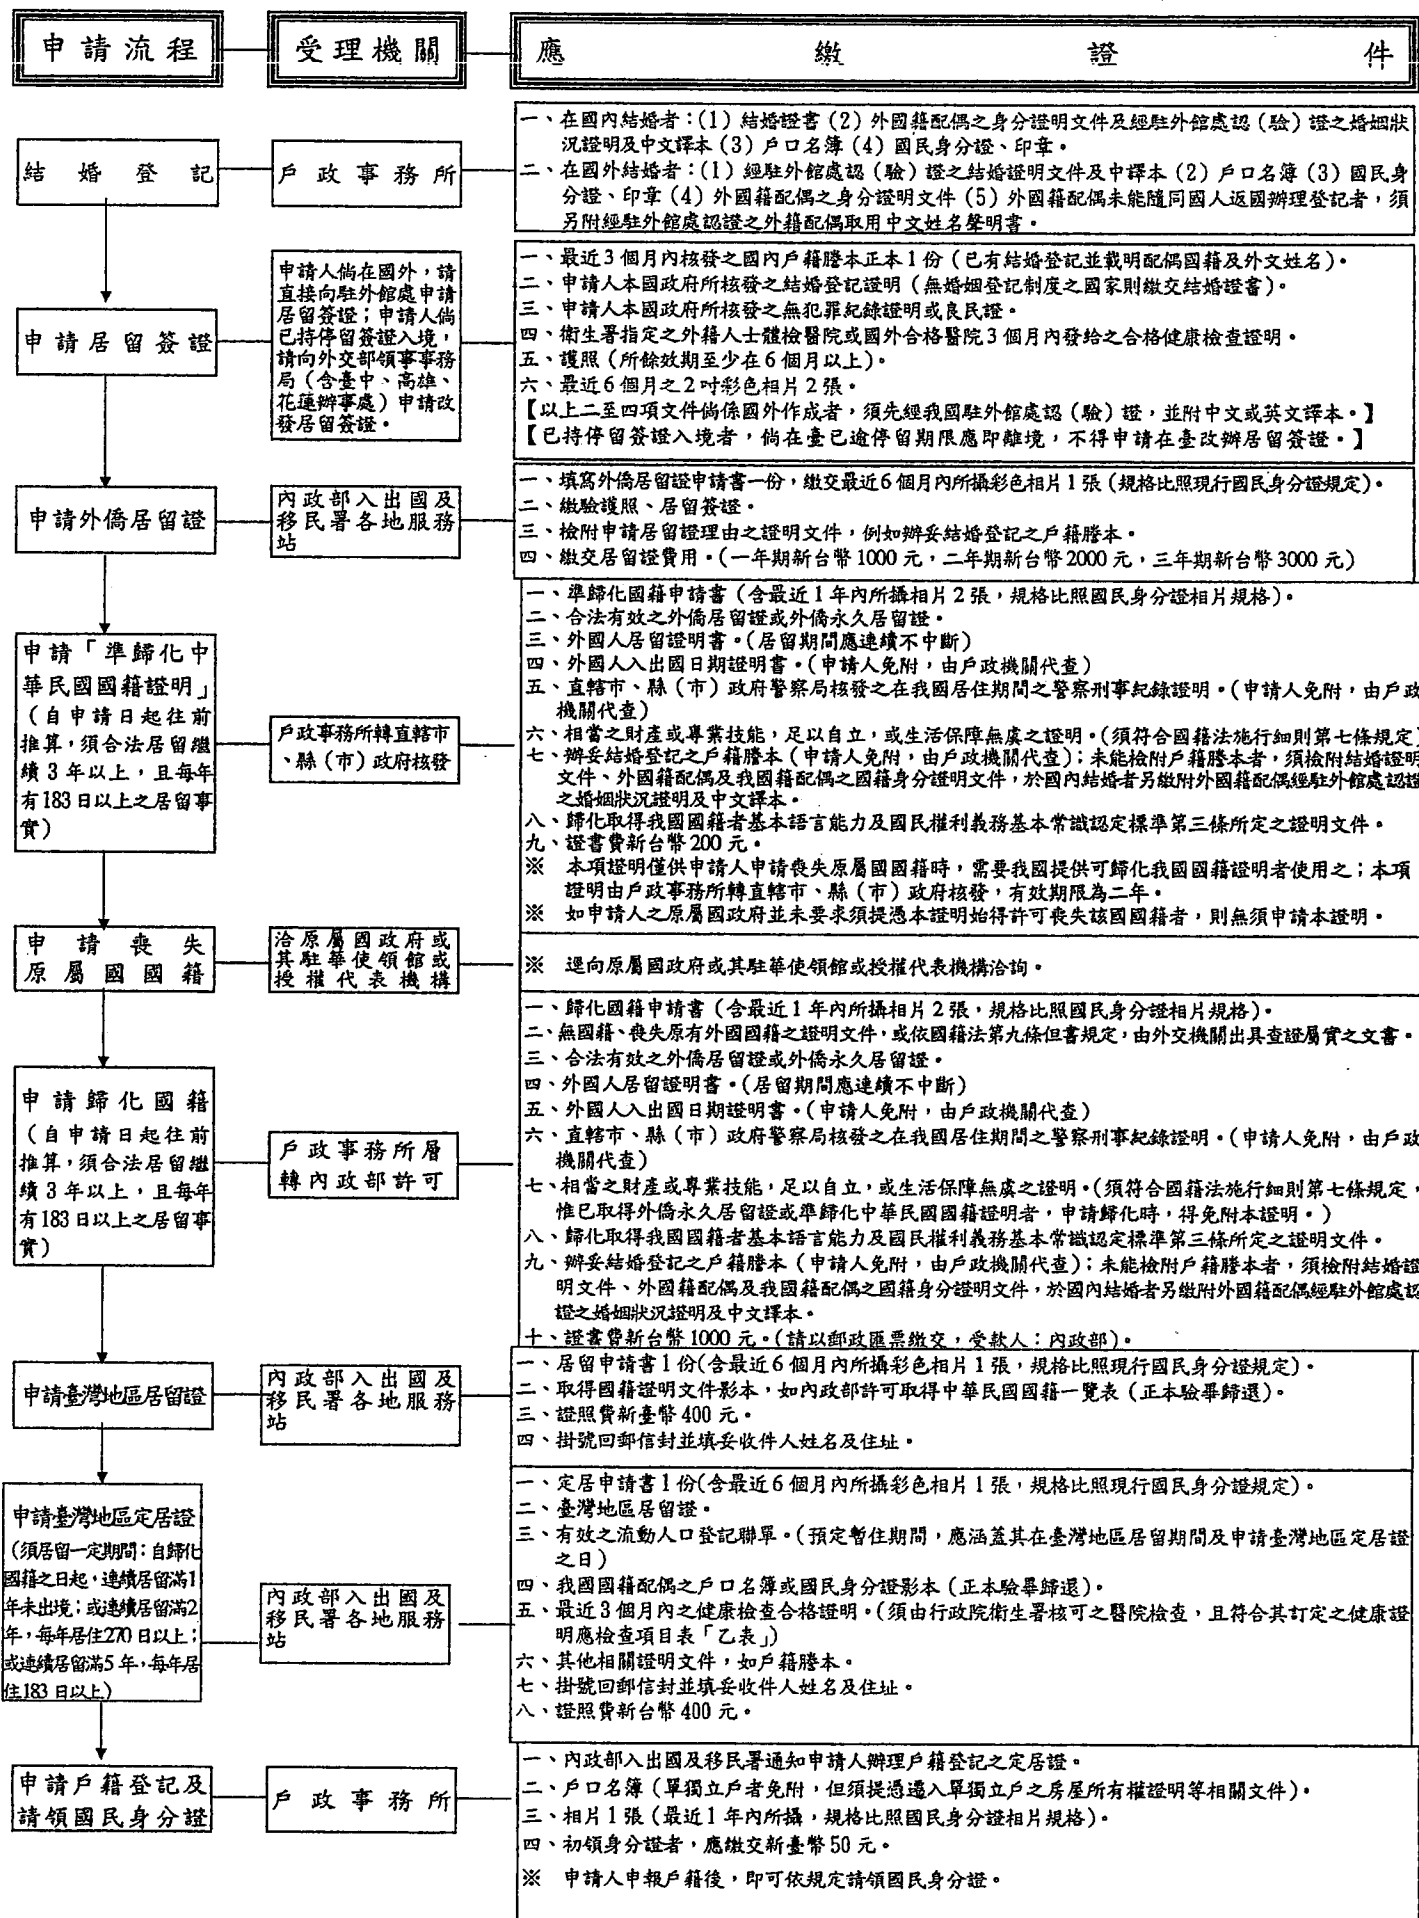 申請流程
受理機關
應繳證件
結婚登記
戶政事務所
一、在國內結婚者：(1) 結婚證書 (2) 外國籍配偶之身分證明文件及經駐外館處認（驗）證之婚姻狀
況證明及中文譯本 (3) 戶口名簿 (4) 國民身分證、印章。
二、在國外結婚者：(1) 經駐外館處認（驗）證之結婚證明文件及中譯本 (2) 戶口名簿 (3) 國民身
分證、印章 (4) 外國籍配偶之身分證明文件 (5) 外國籍配偶未能隨同國人返國辦理登記者，須
另附經駐外館處認證之外籍配偶取用中文姓名聲明書。
申請居留簽證
申請人倘在國外，請
直接向駐外館處申請
居留簽證；申請人倘
已持停留簽證入境，
請向外交部領事事務
局（含臺中、高雄、
花蓮辦事處）申請改
發居留簽證。
一、最近3個月內核發之國內戶籍謄本正本1份（已有結婚登記並載明配偶國籍及外文姓名）。
二、申請人本國政府所核發之結婚登記證明（無婚姻登記制度之國家則繳交結婚證書）。
三、申請人本國政府所核發之無犯罪紀錄證明或良民證。
四、衛生署指定之外籍人士體檢醫院或國外合格醫院3個月內發給之合格健康檢查證明。
五、護照（所餘效期至少在6個月以上）。
六、最近6個月之2吋彩色相片2張。
【以上二至四項文件倘係國外作成者，須先經我國駐外館處認（驗）證，並附中文或英文譯本。】
【已持停留簽證入境者，倘在臺已逾停留期限應即離境，不得申請在臺改辦居留簽證。】
申請外僑居留證
內政部入出國及
移民署各地服務
站
一、填寫外僑居留證申請書一份，繳交最近6個月內所攝彩色相片1張（規格比照現行國民身分證規定）。
二、繳驗護照、居留簽證。
三、檢附申請居留證理由之證明文件，例如辦妥結婚登記之戶籍謄本。
四、繳交居留證費用。（一年期新台幣1000元，二年期新台幣2000元，三年期新台幣3000元）
申請「準歸化中
華民國國籍證明」
（自申請日起往前
推算，須合法居留繼
續3年以上，且每年
有183日以上之居留事
實）
戶政事務所轉直轄市
、縣（市）政府核發
一、準歸化國籍申請書（含最近1年內所攝相片2張，規格比照國民身分證相片規格）。
二、合法有效之外僑居留證或外僑永久居留證。
三、外國人居留證明書。（居留期間應連續不中斷）
四、外國人入出國日期證明書。（申請人免附，由戶政機關代查）
五、直轄市、縣（市）政府警察局核發之在我國居住期間之警察刑事紀錄證明。（申請人免附，由戶政
機關代查）
六、相當之財產或專業技能，足以自立，或生活保障無虞之證明。（須符合國籍法施行細則第七條規定）
七、辦妥結婚登記之戶籍謄本（申請人免附，由戶政機關代查）；未能檢附戶籍謄本者，須檢附結婚證明
文件、外國籍配偶及我國籍配偶之國籍身分證明文件，於國內結婚者另繳附外國籍配偶經駐外館處認證
之婚姻狀況證明及中文譯本。
八、歸化取得我國國籍者基本語言能力及國民權利義務基本常識認定標準第三條所定之證明文件。
九、證書費新台幣200元。
※　本項證明僅供申請人申請喪失原屬國國籍時，需要我國提供可歸化我國國籍證明者使用之；本項
證明由戶政事務所轉直轄市、縣（市）政府核發，有效期限為二年。
※　如申請人之原屬國政府並未要求須提憑本證明始得許可喪失該國國籍者，則無須申請本證明。
申請喪失
原屬國國籍
洽原屬國政府或
其駐華使領館或
授權代表機構
※　逕向原屬國政府或其駐華使領館或授權代表機構洽詢。
申請歸化國籍
（自申請日起往前
推算，須合法居留繼
續3年以上，且每年
有183日以上之居留事
實）
戶政事務所層
轉內政部許可
一、歸化國籍申請書（含最近1年內所攝相片2張，規格比照國民身分證相片規格）。
二、無國籍、喪失原有外國國籍之證明文件，或依國籍法第九條但書規定，由外交機關出具查證屬實之文書。
三、合法有效之外僑居留證或外僑永久居留證。
四、外國人居留證明書。（居留期間應連續不中斷）
五、外國人入出國日期證明書。（申請人免附，由戶政機關代查）
六、直轄市、縣（市）政府警察局核發之在我國居住期間之警察刑事紀錄證明。（申請人免附，由戶政
機關代查）
七、相當之財產或專業技能，足以自立，或生活保障無虞之證明。（須符合國籍法施行細則第七條規定，
惟已取得外僑永久居留證或準歸化中華民國國籍證明者，申請歸化時，得免附本證明。）
八、歸化取得我國國籍者基本語言能力及國民權利義務基本常識認定標準第三條所定之證明文件。
九、辦妥結婚登記之戶籍謄本（申請人免附，由戶政機關代查）；未能檢附戶籍謄本者，須檢附結婚證
明文件、外國籍配偶及我國籍配偶之國籍身分證明文件，於國內結婚者另繳附外國籍配偶經駐外館處認
證之婚姻狀況證明及中文譯本。
十、證書費新台幣1000元。（請以郵政匯票繳交，受款人：內政部）。
申請臺灣地區居留證
內政部入出國及
移民署各地服務
站
一、居留申請書1份(含最近6個月內所攝彩色相片1張，規格比照現行國民身分證規定)。
二、取得國籍證明文件影本，如內政部許可取得中華民國國籍一覽表（正本驗畢歸還）。
三、證照費新臺幣400元。
四、掛號回郵信封並填妥收件人姓名及住址。
申請臺灣地區定居證
（須居留一定期間：自歸化
國籍之日起，連續居留滿1
年未出境；或連續居留滿2
年，每年居住270日以上；
或連續居留滿5年，每年居
住183日以上）
內政部入出國及
移民署各地服務
站
一、定居申請書1份(含最近6個月內所攝彩色相片1張，規格比照現行國民身分證規定)。
二、臺灣地區居留證。
三、有效之流動人口登記聯單。（預定暫住期間，應涵蓋其在臺灣地區居留期間及申請臺灣地區定居證
之日）
四、我國國籍配偶之戶口名簿或國民身分證影本（正本驗畢歸還）。
五、最近3個月內之健康檢查合格證明。（須由行政院衛生署核可之醫院檢查，且符合其訂定之健康證
明應檢查項目表「乙表」）
六、其他相關證明文件，如戶籍謄本。
七、掛號回郵信封並填妥收件人姓名及住址。
八、證照費新台幣400元。
申請戶籍登記及
請領國民身分證
戶政事務所
一、內政部入出國及移民署通知申請人辦理戶籍登記之定居證。
二、戶口名簿（單獨立戶者免附，但須提憑遷入單獨立戶之房屋所有權證明等相關文件）。
三、相片1張（最近1年內所攝，規格比照國民身分證相片規格）。
四、初領身分證者，應繳交新臺幣50元。
※　申請人申報戶籍後，即可依規定請領國民身分證。